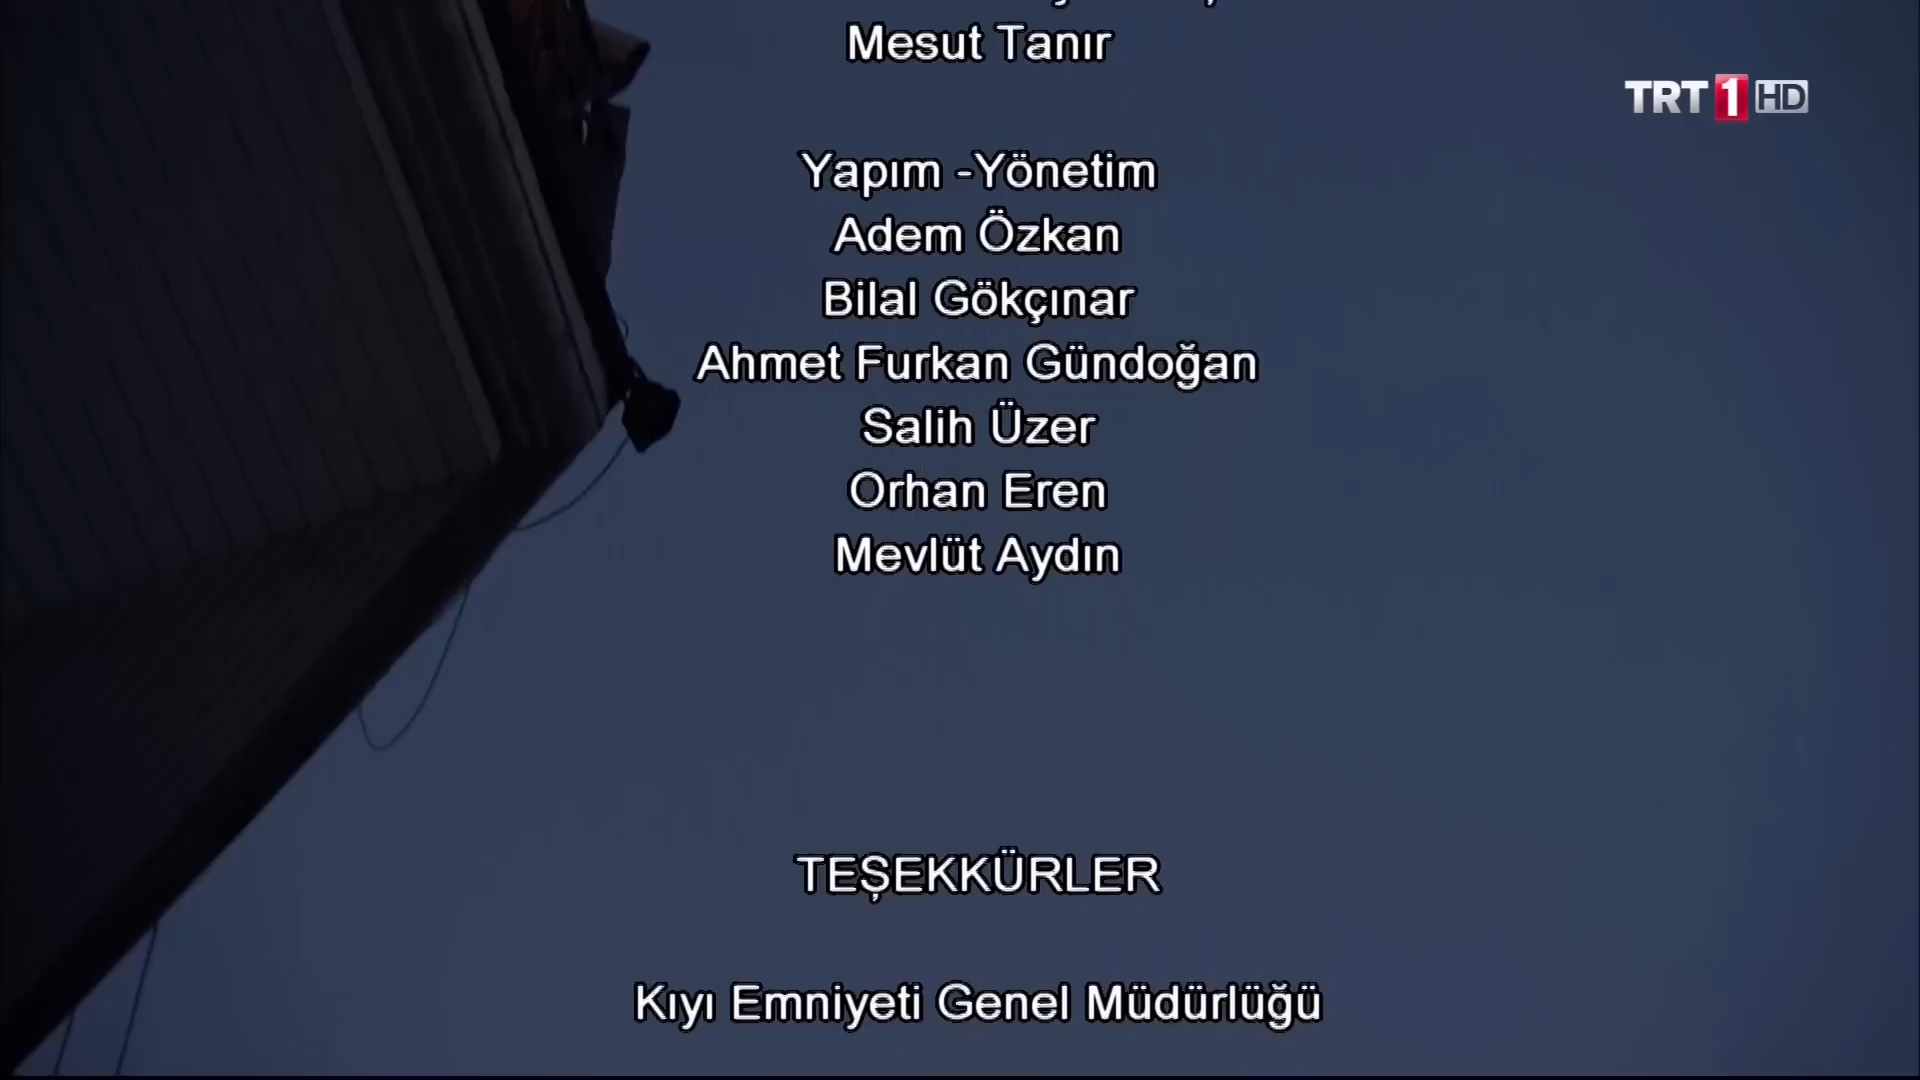 Mesut Tanır
TRT 1 HD
Yapım -Yönetim
Adem Özkan
Bilal Gökçınar
Ahmet Furkan Gündoğan
Salih Üzer
Orhan Eren
Mevlüt Aydın
TEŞEKKÜRLER
Kıyı Emniyeti Genel Müdürlüğü